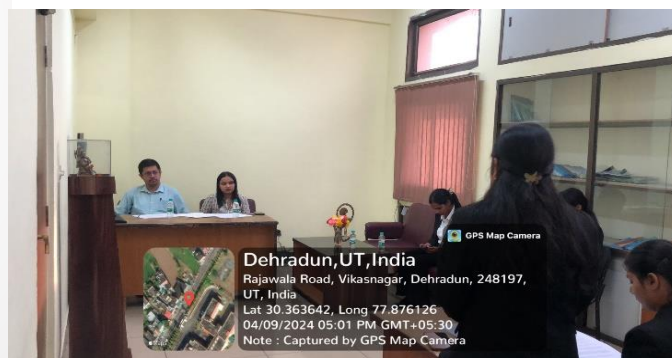 GPS Map Camera
Dehradun,UT,India
Rajawala Road, Vikasnagar, Dehradun, 248197,
UT, India
Lat 30.363642, Long 77.876126
04/09/2024 05:01 PM GMT+05:30
Note : Captured by GPS Map Camera